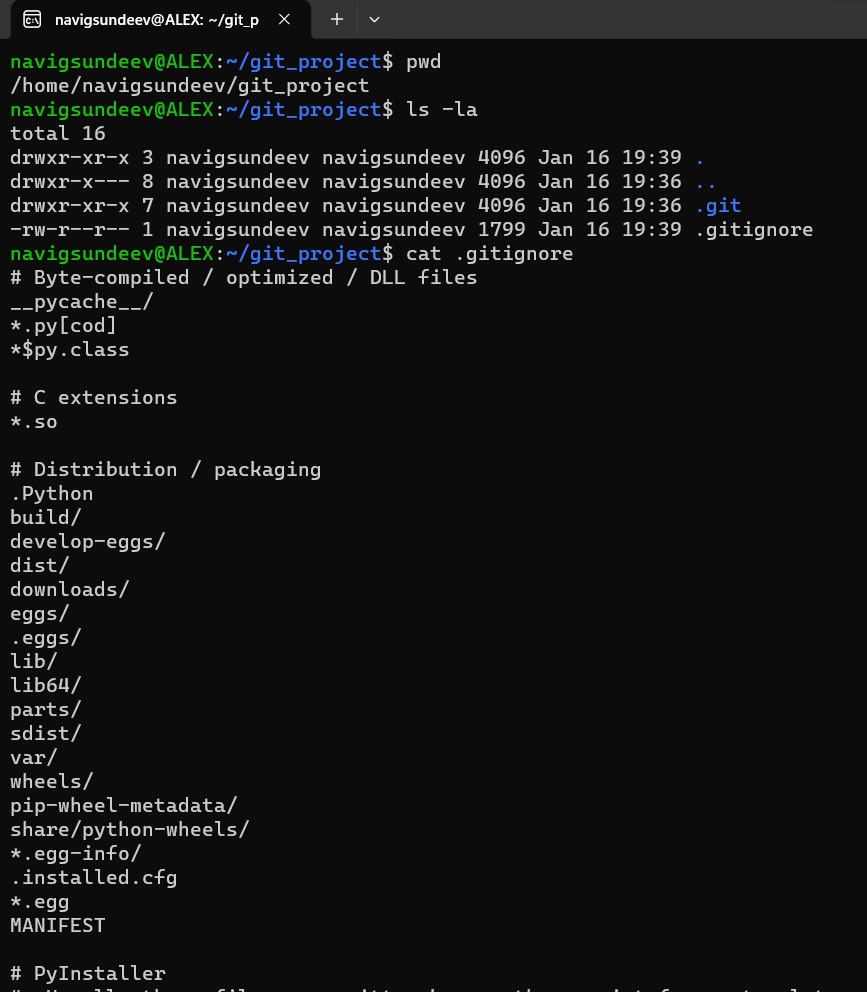 navigsundeev@ALEX: ~/git_p
navigsundeev@ALEX:~/git_project$ pwd
/home/navigsundeev/git_project
navigsundeev@ALEX:~/git_project$ ls -la
total 16
drwxr-xr-x 3 navigsundeev navigsundeev 4096 Jan 16 19:39 .
drwxr-x--- 8 navigsundeev navigsundeev 4096 Jan 16 19:36 ..
drwxr-xr-x 7 navigsundeev navigsundeev 4096 Jan 16 19:36 .git
-rw-r--r-- 1 navigsundeev navigsundeev 1799 Jan 16 19:39 .gitignore
navigsundeev@ALEX:~/git_project$ cat .gitignore
# Byte-compiled / optimized / DLL files
__pycache__/
*.py[cod]
*$py.class

# C extensions
*.so

# Distribution / packaging
.Python
build/
develop-eggs/
dist/
downloads/
eggs/
.eggs/
lib/
lib64/
parts/
sdist/
var/
wheels/
pip-wheel-metadata/
share/python-wheels/
*.egg-info/
.installed.cfg
*.egg
MANIFEST

# PyInstaller